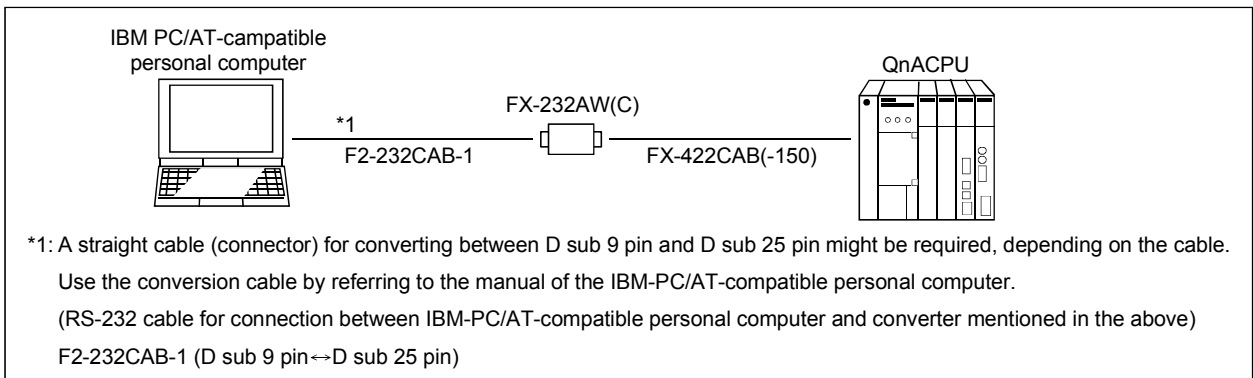 IBM PC/AT-campatible
personal computer
QnACPU
FX-232AW(C)
*1
F2-232CAB-1
FX-422CAB(-150)
*1: A straight cable (connector) for converting between D sub 9 pin and D sub 25 pin might be required, depending on the cable.
Use the conversion cable by referring to the manual of the IBM-PC/AT-compatible personal computer.
(RS-232 cable for connection between IBM-PC/AT-compatible personal computer and converter mentioned in the above)
F2-232CAB-1 (D sub 9 pin↔D sub 25 pin)